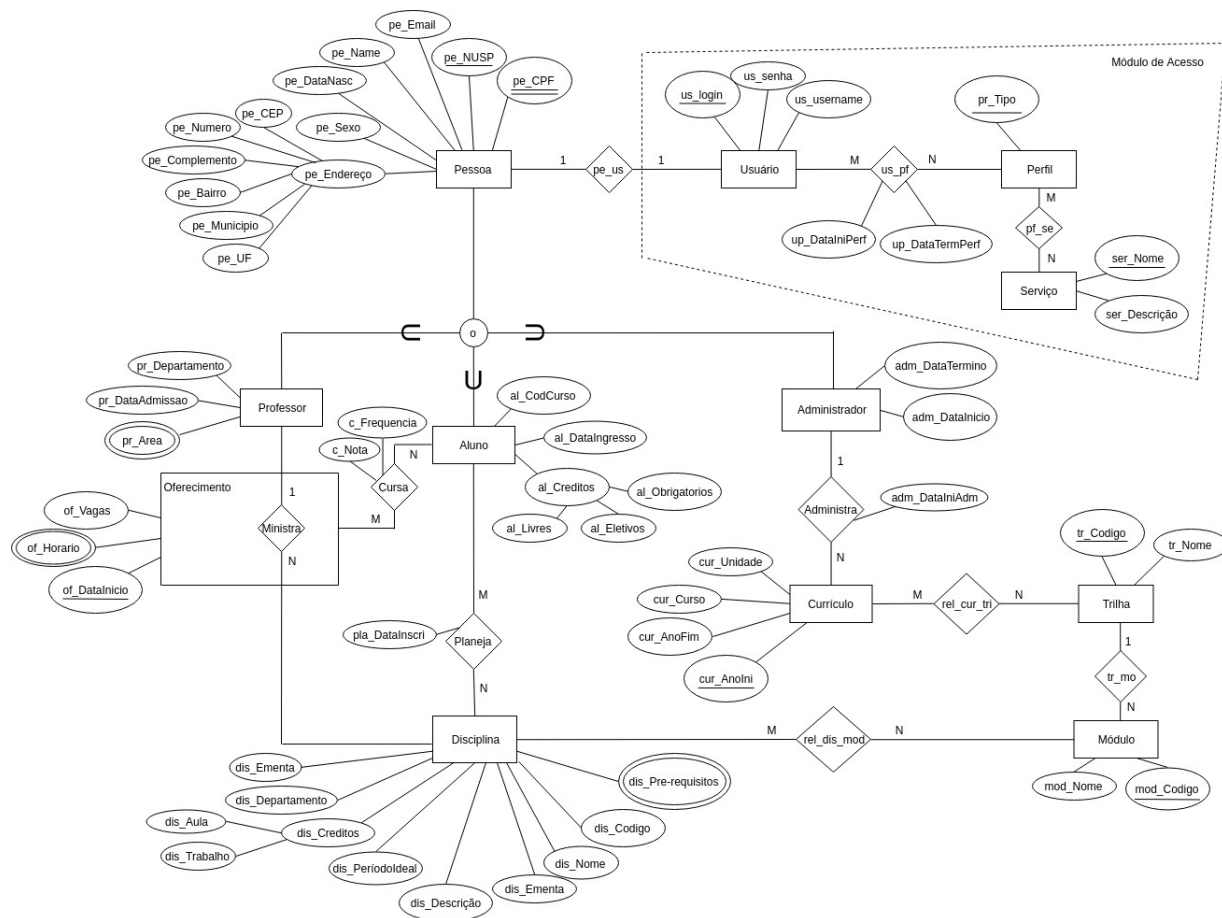 pe_Email
pe_Name
pe_NUSP
pe_CPF
pe_DataNasc
pe_CEP
pe_Numero
pe_Sexo
pe_Complemento
pe_Endereço
pe_Bairro
pe_Municipio
pe_UF
Pessoa
1
pe_us
1
Módulo de Acesso
us_login
us_senha
us_username
pr_Tipo
Usuário
M
us_pf
N
Perfil
up_DataIniPerf
up_DataTermPerf
M
pf_se
N
Serviço
ser_Nome
ser_Descrição
o
pr_Departamento
pr_DataAdmissao
pr_Area
Professor
c_Frequencia
c_Nota
N
Cursa
M
al_CodCurso
Aluno
al_DataIngresso
al_Creditos
al_Obrigatorios
al_Livres
al_Eletivos
Administrador
adm_DataTermino
adm_DataInicio
1
Administra
adm_DataIniAdm
N
Oferecimento
of_Vagas
of_Horario
of_DataInicio
1
Ministra
N
M
pla_DataInscri
Planeja
N
cur_Unidade
cur_Curso
cur_AnoFim
cur_AnoIni
Currículo
M
rel_cur_tri
N
Trilha
tr_Codigo
tr_Nome
1
tr_mo
N
Disciplina
M
rel_dis_mod
N
Módulo
mod_Nome
mod_Codigo
dis_Ementa
dis_Departamento
dis_Aula
dis_Creditos
dis_Trabalho
dis_PeríodoIdeal
dis_Descrição
dis_Ementa
dis_Nome
dis_Codigo
dis_Pre-requisitos